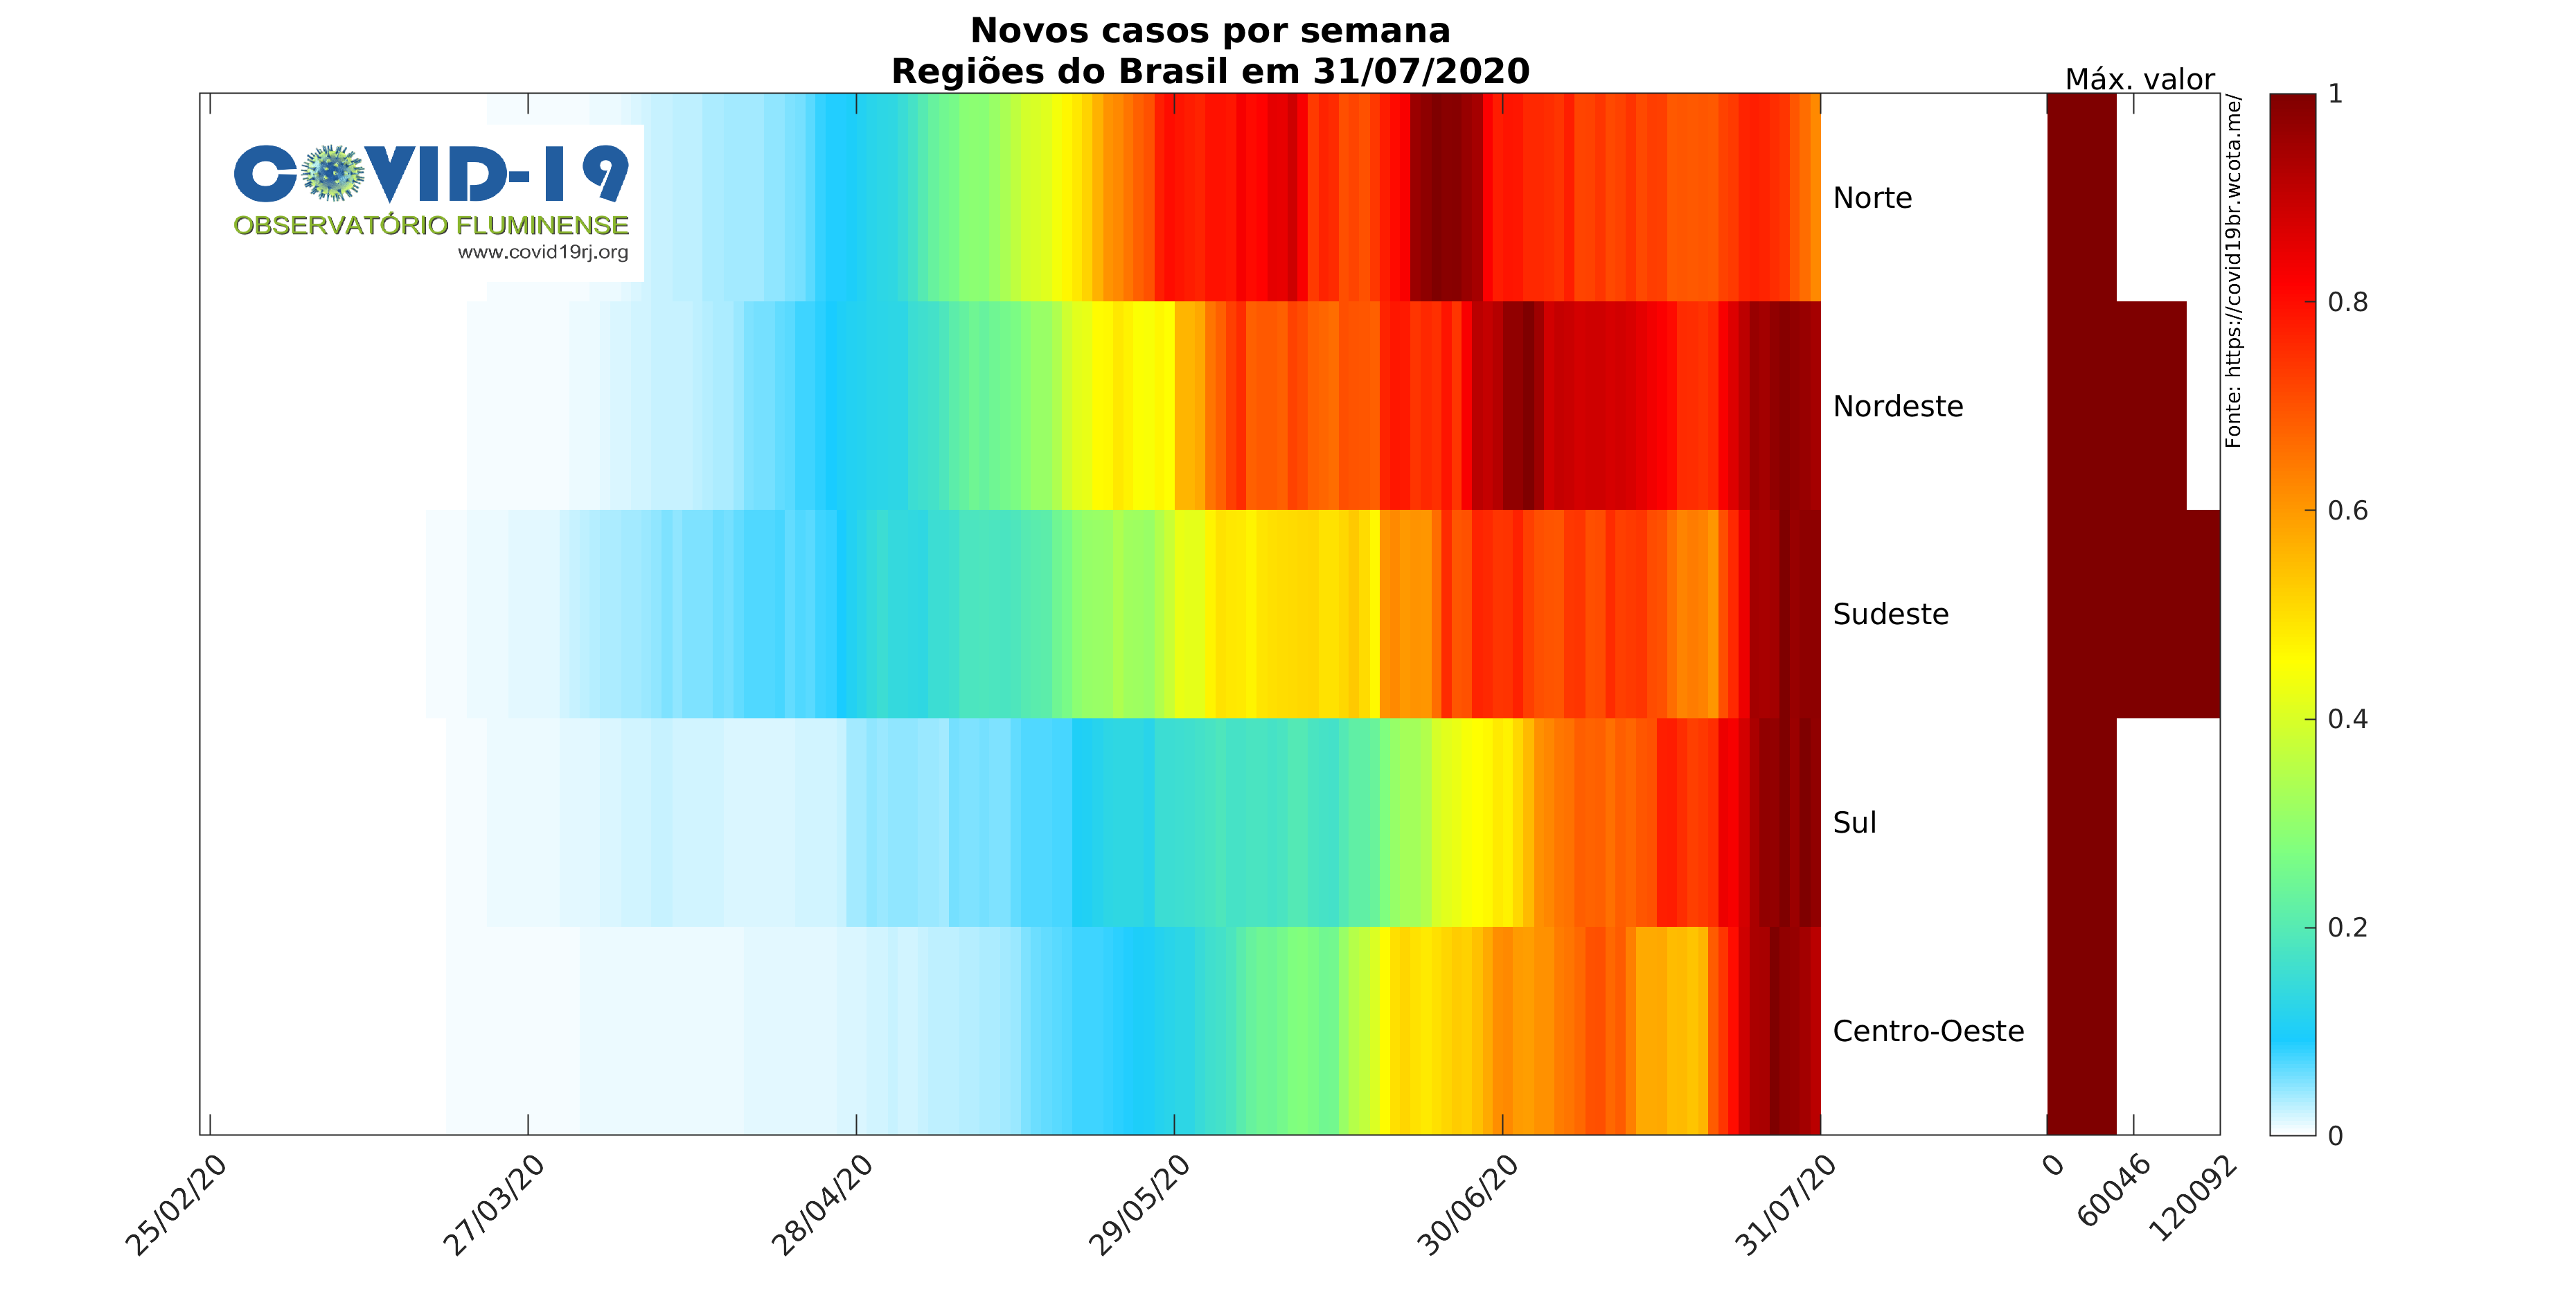 Novos casos por semana
Regiões do Brasil em 31/07/2020
Máx. valor
COVID-19
OBSERVATÓRIO FLUMINENSE
www.covid19rj.org
Norte
Nordeste
Sudeste
Sul
Centro-Oeste
Fonte: https://covid19br.wcota.me/
1
0.8
0.6
0.4
0.2
0
25/02/20
27/03/20
28/04/20
29/05/20
30/06/20
31/07/20
0
60046
120092